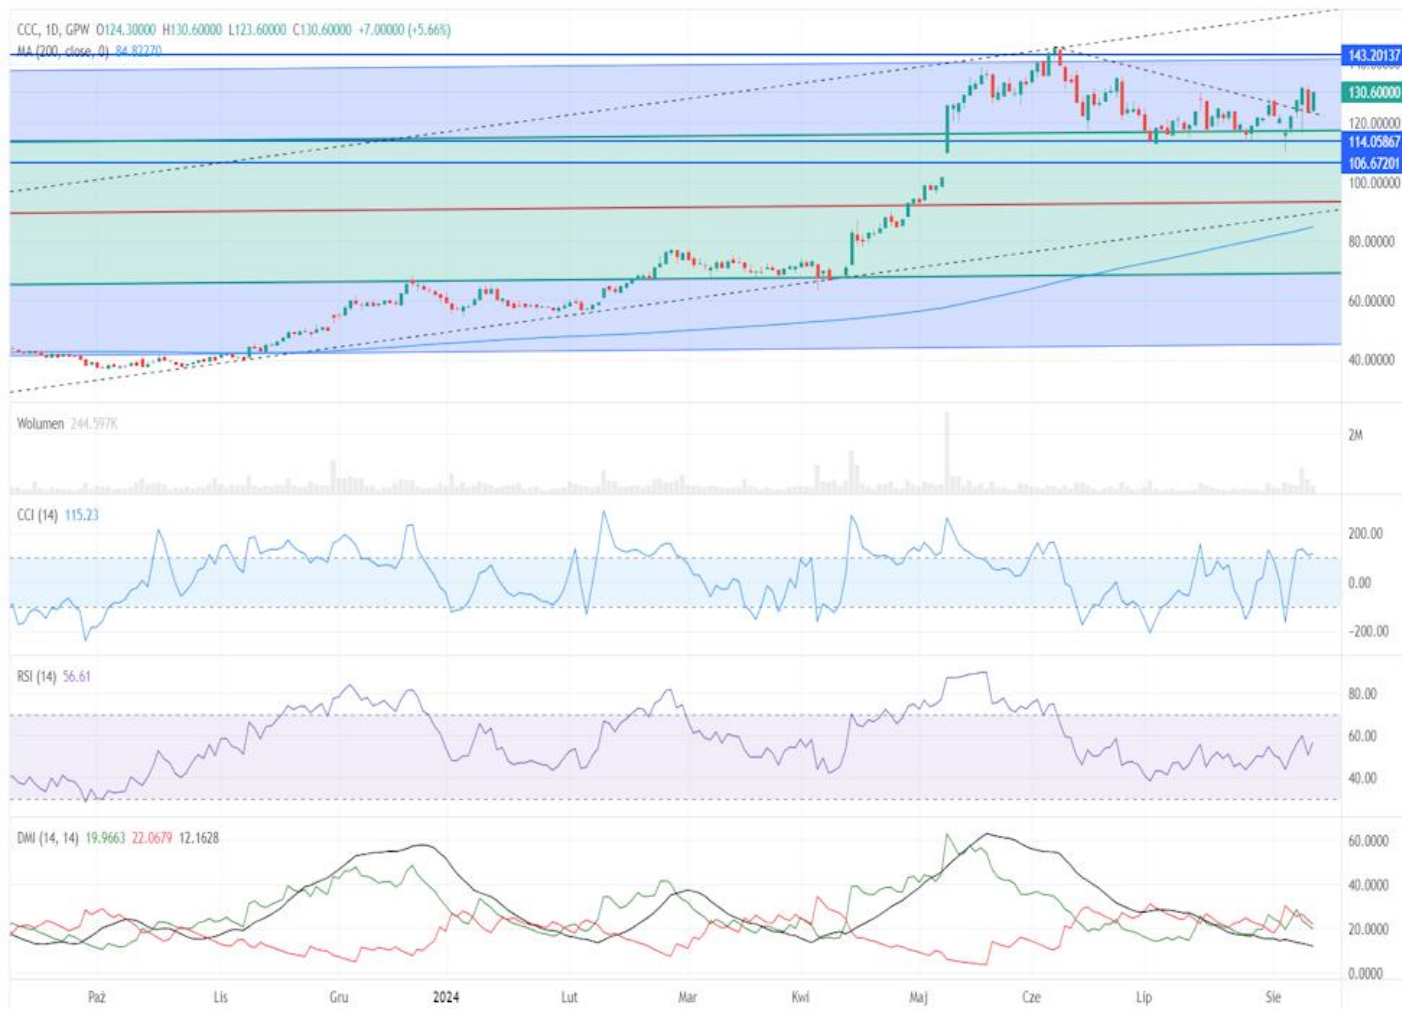 CCC, 1D, GPW O124.30000 H130.60000 L123.60000 C130.60000 +7.00000 (+5.66%)
MA (200, close, 0) 84.82270
143.20137
130.60000
120.00000
114.05867
106.67201
100.00000
80.00000
60.00000
40.00000
Wolumen 244.597K
2M
CCI (14) 115.23
200.00
0.00
−200.00
RSI (14) 56.61
80.00
60.00
40.00
DMI (14, 14) 19.9663 22.0679 12.1628
60.0000
40.0000
20.0000
0.0000
Paź Lis Gru 2024 Lut Mar Kwi Maj Cze Lip Sie